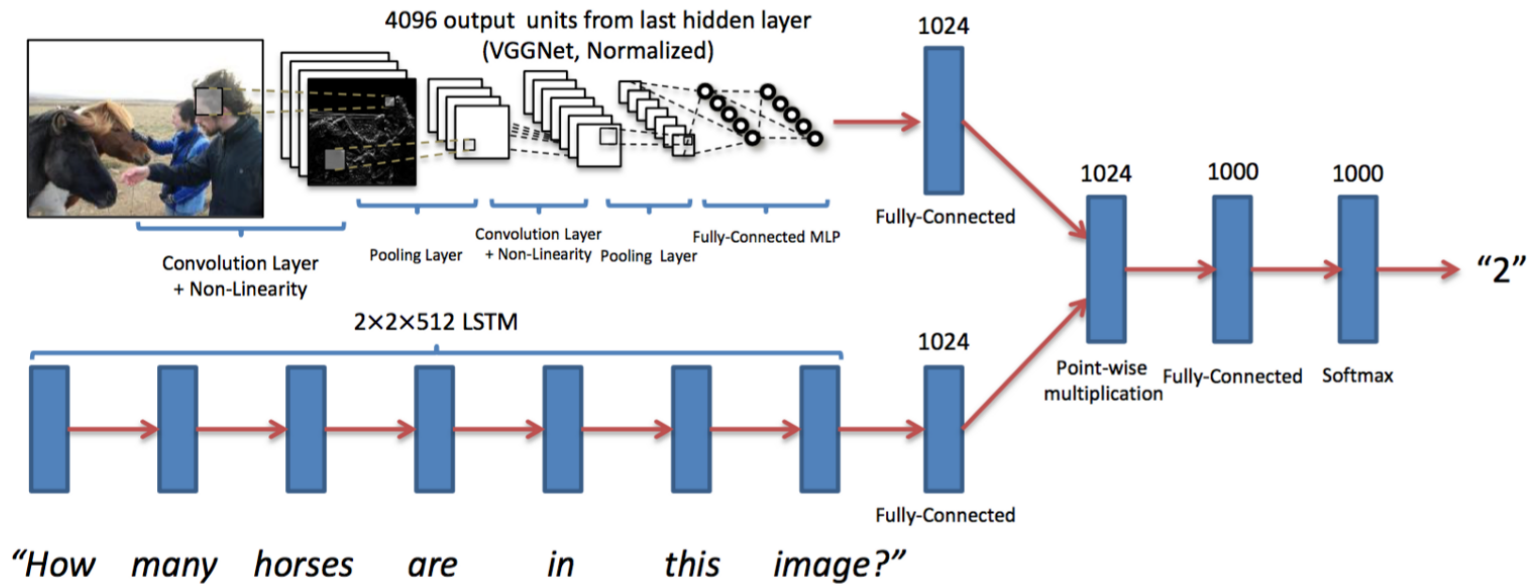 4096 output units from last hidden layer
(VGGNet, Normalized)
1024
Fully-Connected
Convolution Layer
+ Non-Linearity
Pooling Layer
Convolution Layer
+ Non-Linearity
Pooling Layer
Fully-Connected MLP
2×2×512 LSTM
1024
Fully-Connected
1024
Point-wise
multiplication
1000
Fully-Connected
1000
Softmax
“2”
“How many horses are in this image?”